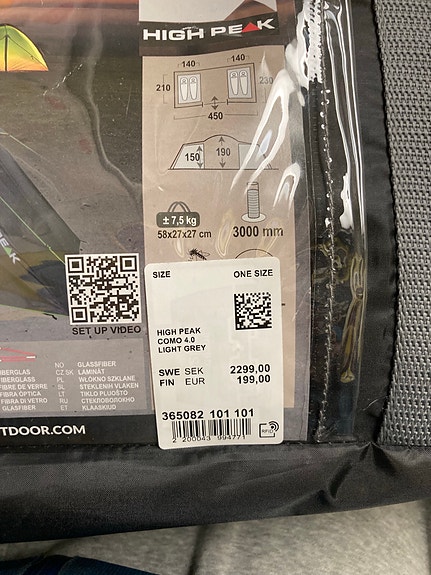 HIGH PEAK
140 140
210 230
450
150 190
± 7,5 kg
58x27x27 cm
3000 mm
SET UP VIDEO
SIZE ONE SIZE
HIGH PEAK
COMO 4.0
LIGHT GREY
SWE SEK 2299,00
FIN EUR 199,00
365082 101 101
2 200043 994771
RFID
NO GLASSFIBER
CZ SK LAMINÁT
PL WŁÓKNO SZKLANE
SL STEKLENIH VLAKEN
LT TIKLO PLUOŠTO
RU СТЕКЛОВОЛОКНО
ET KLAASKIUD
FIBERGLAS
FIBERGLASS
FIBRE DE VERRE
FIBRA ÓPTICA
FIBRA DI VETRO
GLASFIBER
TDOOR.COM